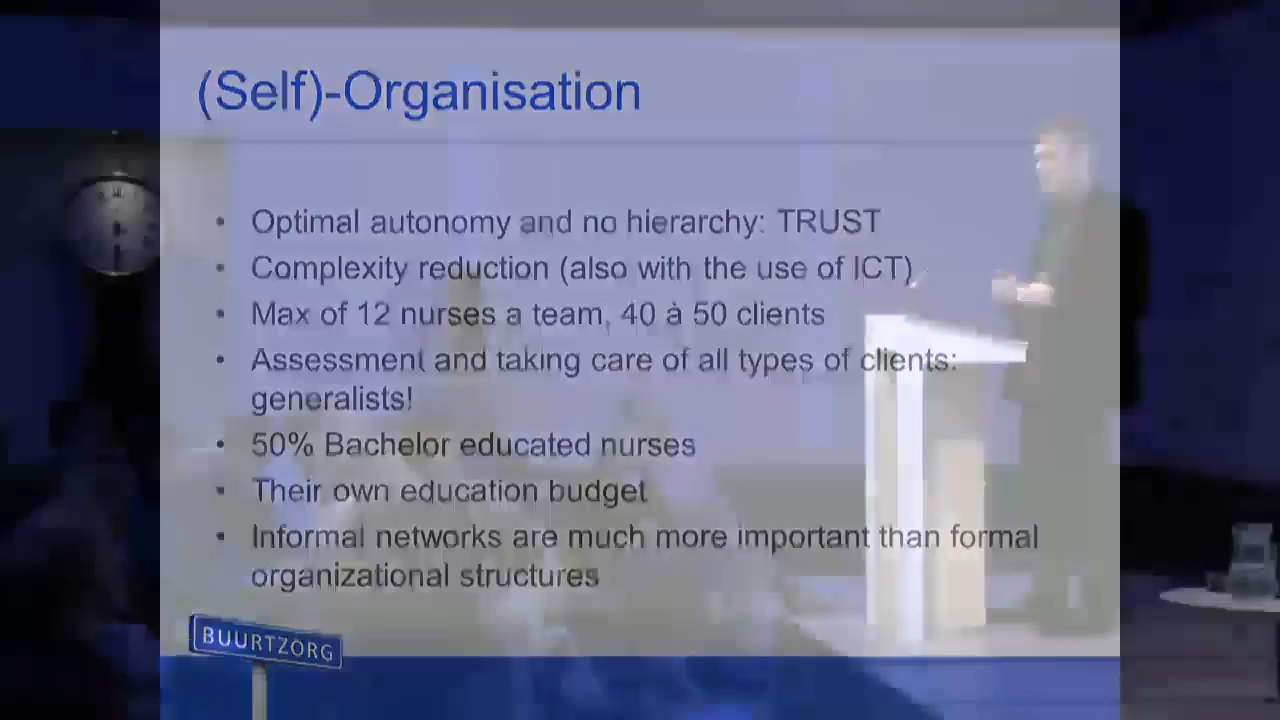 (Self)-Organisation
• Optimal autonomy and no hierarchy: TRUST
• Complexity reduction (also with the use of ICT)
• Max of 12 nurses a team, 40 à 50 clients
• Assessment and taking care of all types of clients:
generalists!
• 50% Bachelor educated nurses
• Their own education budget
• Informal networks are much more important than formal
organizational structures
BUURTZORG